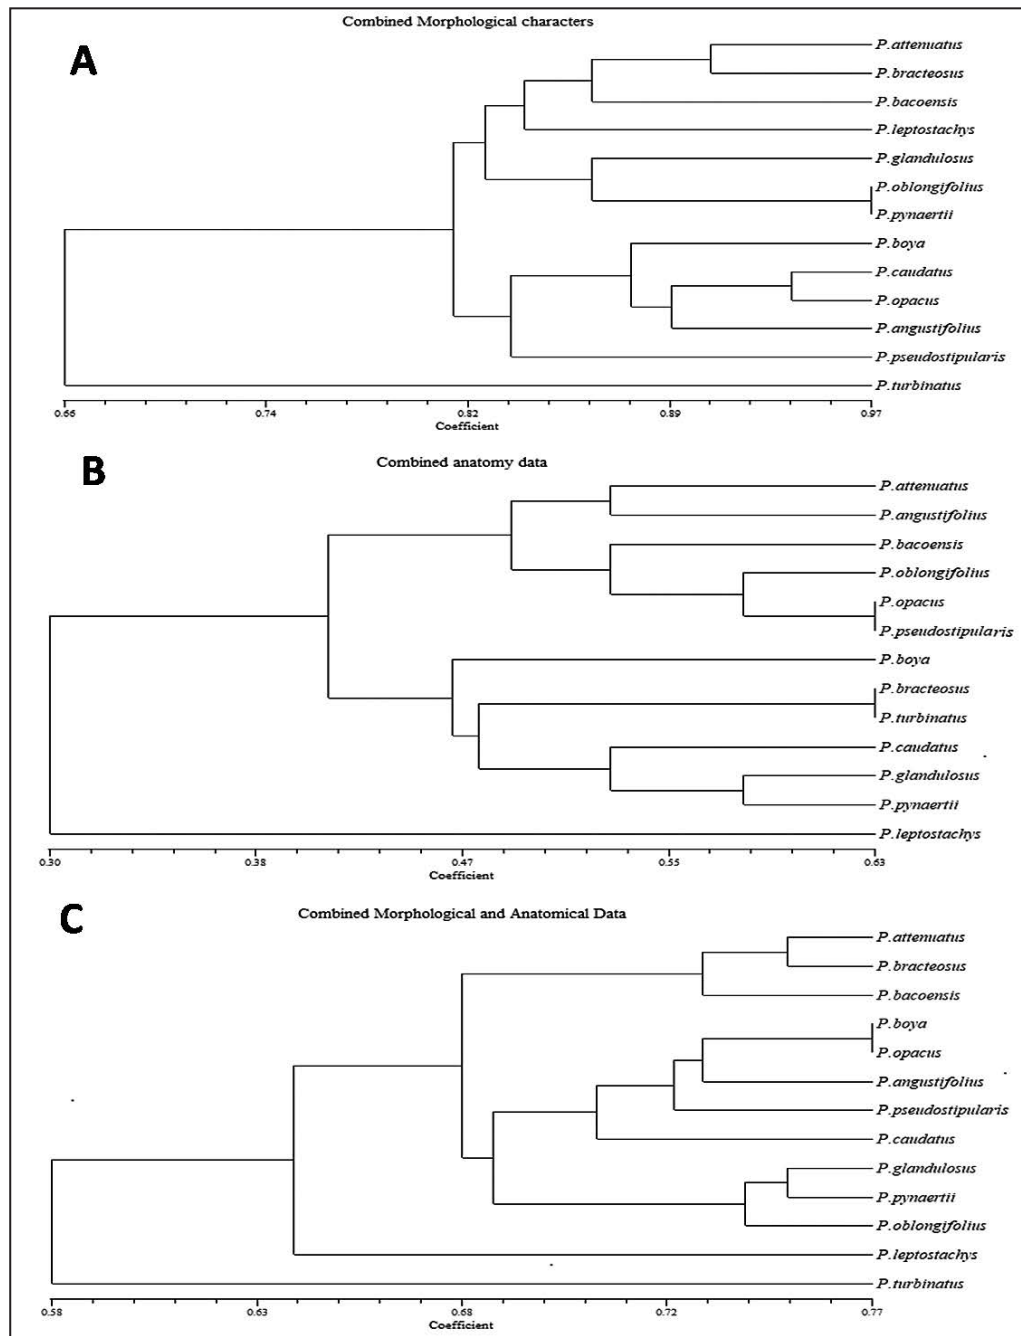 Combined Morphological characters
A
P.attenuatus
P.bracteosus
P.bacoensis
P.leptostachys
P.glandulosus
P.oblongifolius
P.pynaertii
P.boya
P.caudatus
P.opacus
P.angustifolius
P.pseudostipularis
P.turbinatus
0.66 0.74 0.82 0.89 0.97
Coefficient
B
Combined anatomy data
P.attenuatus
P.angustifolius
P.bacoensis
P.oblongifolius
P.opacus
P.pseudostipularis
P.boya
P.bracteosus
P.turbinatus
P.caudatus
P.glandulosus
P.pynaertii
P.leptostachys
0.30 0.38 0.47 0.55 0.63
Coefficient
C
Combined Morphological and Anatomical Data
P.attenuatus
P.bracteosus
P.bacoensis
P.boya
P.opacus
P.angustifolius
P.pseudostipularis
P.caudatus
P.glandulosus
P.pynaertii
P.oblongifolius
P.leptostachys
P.turbinatus
0.58 0.63 0.68 0.72 0.77
Coefficient